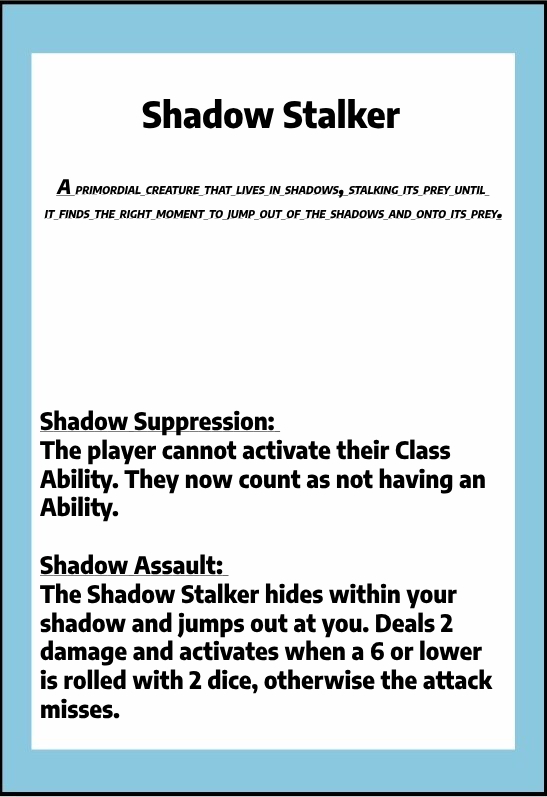 Shadow Stalker
A primordial creature that lives in shadows, stalking its prey until
it finds the right moment to jump out of the shadows and onto its prey.
Shadow Suppression:
The player cannot activate their Class
Ability. They now count as not having an
Ability.
Shadow Assault:
The Shadow Stalker hides within your
shadow and jumps out at you. Deals 2
damage and activates when a 6 or lower
is rolled with 2 dice, otherwise the attack
misses.